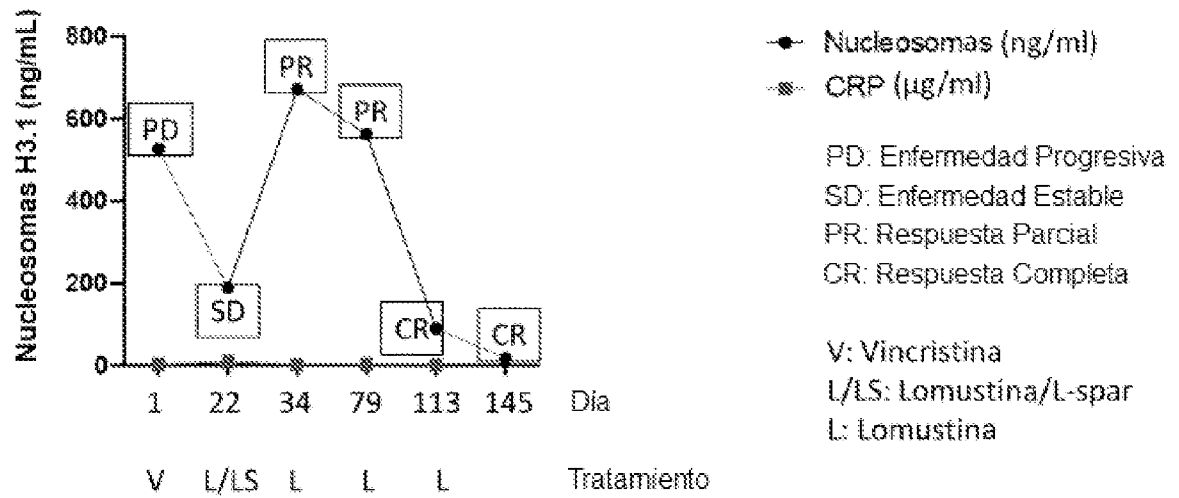 Nucleosomas H3.1 (ng/mL)
800
600
400
200
0
PD
SD
PR
PR
CR
CR
1 22 34 79 113 145 Día
V L/LS L L L Tratamiento
Nucleosomas (ng/ml)
CRP (µg/ml)
PD: Enfermedad Progresiva
SD: Enfermedad Estable
PR: Respuesta Parcial
CR: Respuesta Completa
V: Vincristina
L/LS: Lomustina/L-spar
L: Lomustina